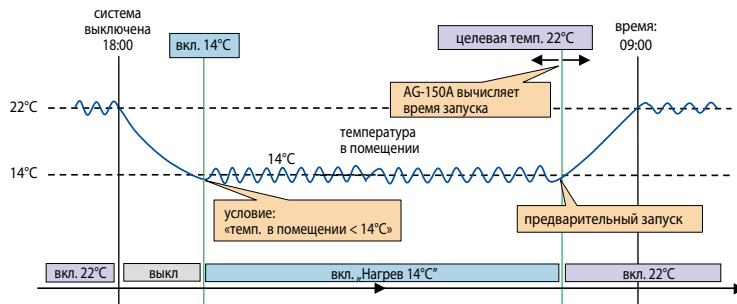 система
выключена
18:00
вкл. 14°C
целевая темп. 22°C
время:
09:00
AG-150A вычисляет
время запуска
22°C
температура
в помещении
14°C
14°C
условие:
«темп. в помещении < 14°C»
предварительный запуск
вкл. 22°C
выкл
вкл. „Нагрев 14°C”
вкл. 22°C